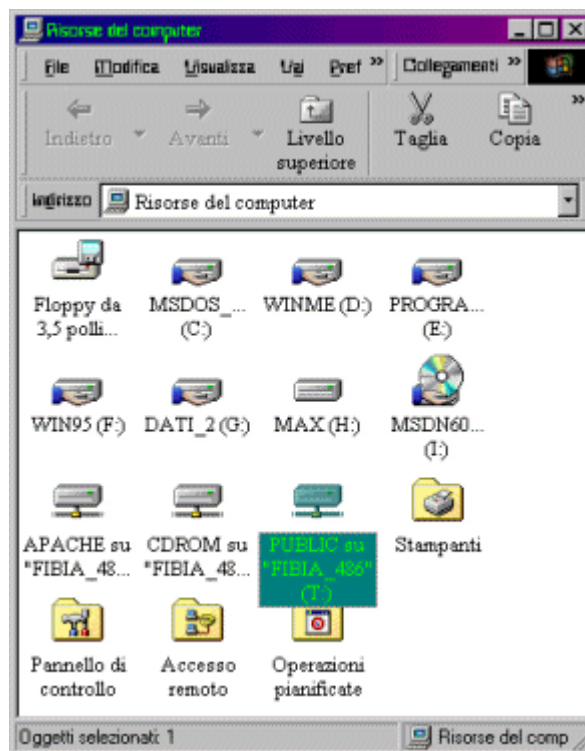 Risorse del computer
File Modifica Visualizza Vai Pref » Collegamenti »
Indietro Avanti Livello superiore Taglia Copia »
Indirizzo Risorse del computer
Floppy da 3,5 polli... MSDOS_... (C:) WINME (D:) PROGRA... (E:)
WIN95 (F:) DATI_2 (G:) MAX (H:) MSDN60... (I:)
APACHE su "FIBIA_48... CDROM su "FIBIA_48... PUBLIC su "FIBIA_486" (T:) Stampanti
Pannello di controllo Accesso remoto Operazioni pianificate
Oggetti selezionati: 1 Risorse del comp